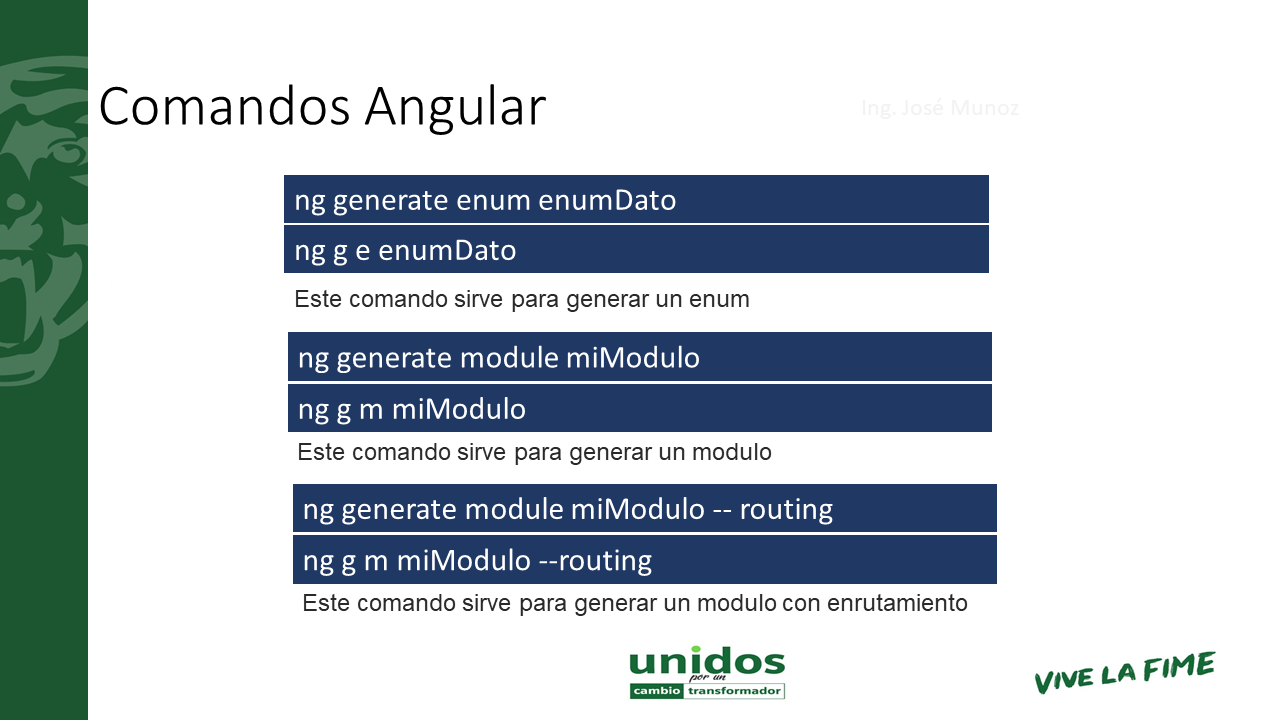 Comandos Angular
Ing. José Munoz
ng generate enum enumDato
ng g e enumDato
Este comando sirve para generar un enum
ng generate module miModulo
ng g m miModulo
Este comando sirve para generar un modulo
ng generate module miModulo -- routing
ng g m miModulo --routing
Este comando sirve para generar un modulo con enrutamiento
unidos
por un
cambio transformador
VIVE LA FIME